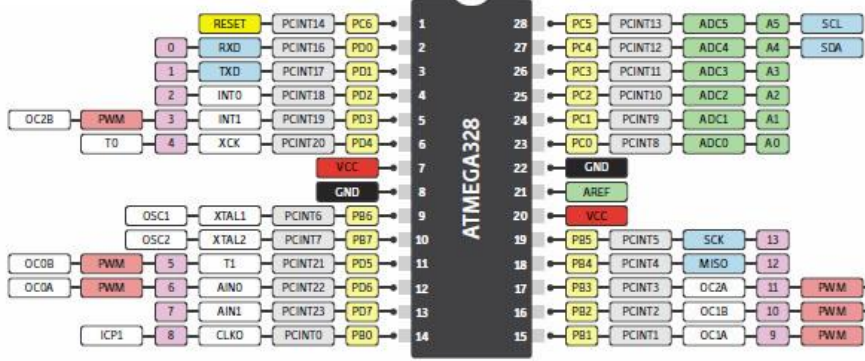 RESET PCINT14 PC6 1 28 PC5 PCINT13 ADC5 A5 SCL
0 RXD PCINT16 PD0 2 27 PC4 PCINT12 ADC4 A4 SDA
1 TXD PCINT17 PD1 3 26 PC3 PCINT11 ADC3 A3
2 INT0 PCINT18 PD2 4 25 PC2 PCINT10 ADC2 A2
OC2B PWM 3 INT1 PCINT19 PD3 5 24 PC1 PCINT9 ADC1 A1
T0 4 XCK PCINT20 PD4 6 23 PC0 PCINT8 ADC0 A0
VCC 7 22 GND
GND 8 21 AREF
OSC1 XTAL1 PCINT6 PB6 9 20 VCC
OSC2 XTAL2 PCINT7 PB7 10 19 PB5 PCINT5 SCK 13
OC0B PWM 5 T1 PCINT21 PD5 11 18 PB4 PCINT4 MISO 12
OC0A PWM 6 AIN0 PCINT22 PD6 12 17 PB3 PCINT3 OC2A 11 PWM
7 AIN1 PCINT23 PD7 13 16 PB2 PCINT2 OC1B 10 PWM
ICP1 8 CLKO PCINT0 PB0 14 15 PB1 PCINT1 OC1A 9 PWM
ATMEGA328